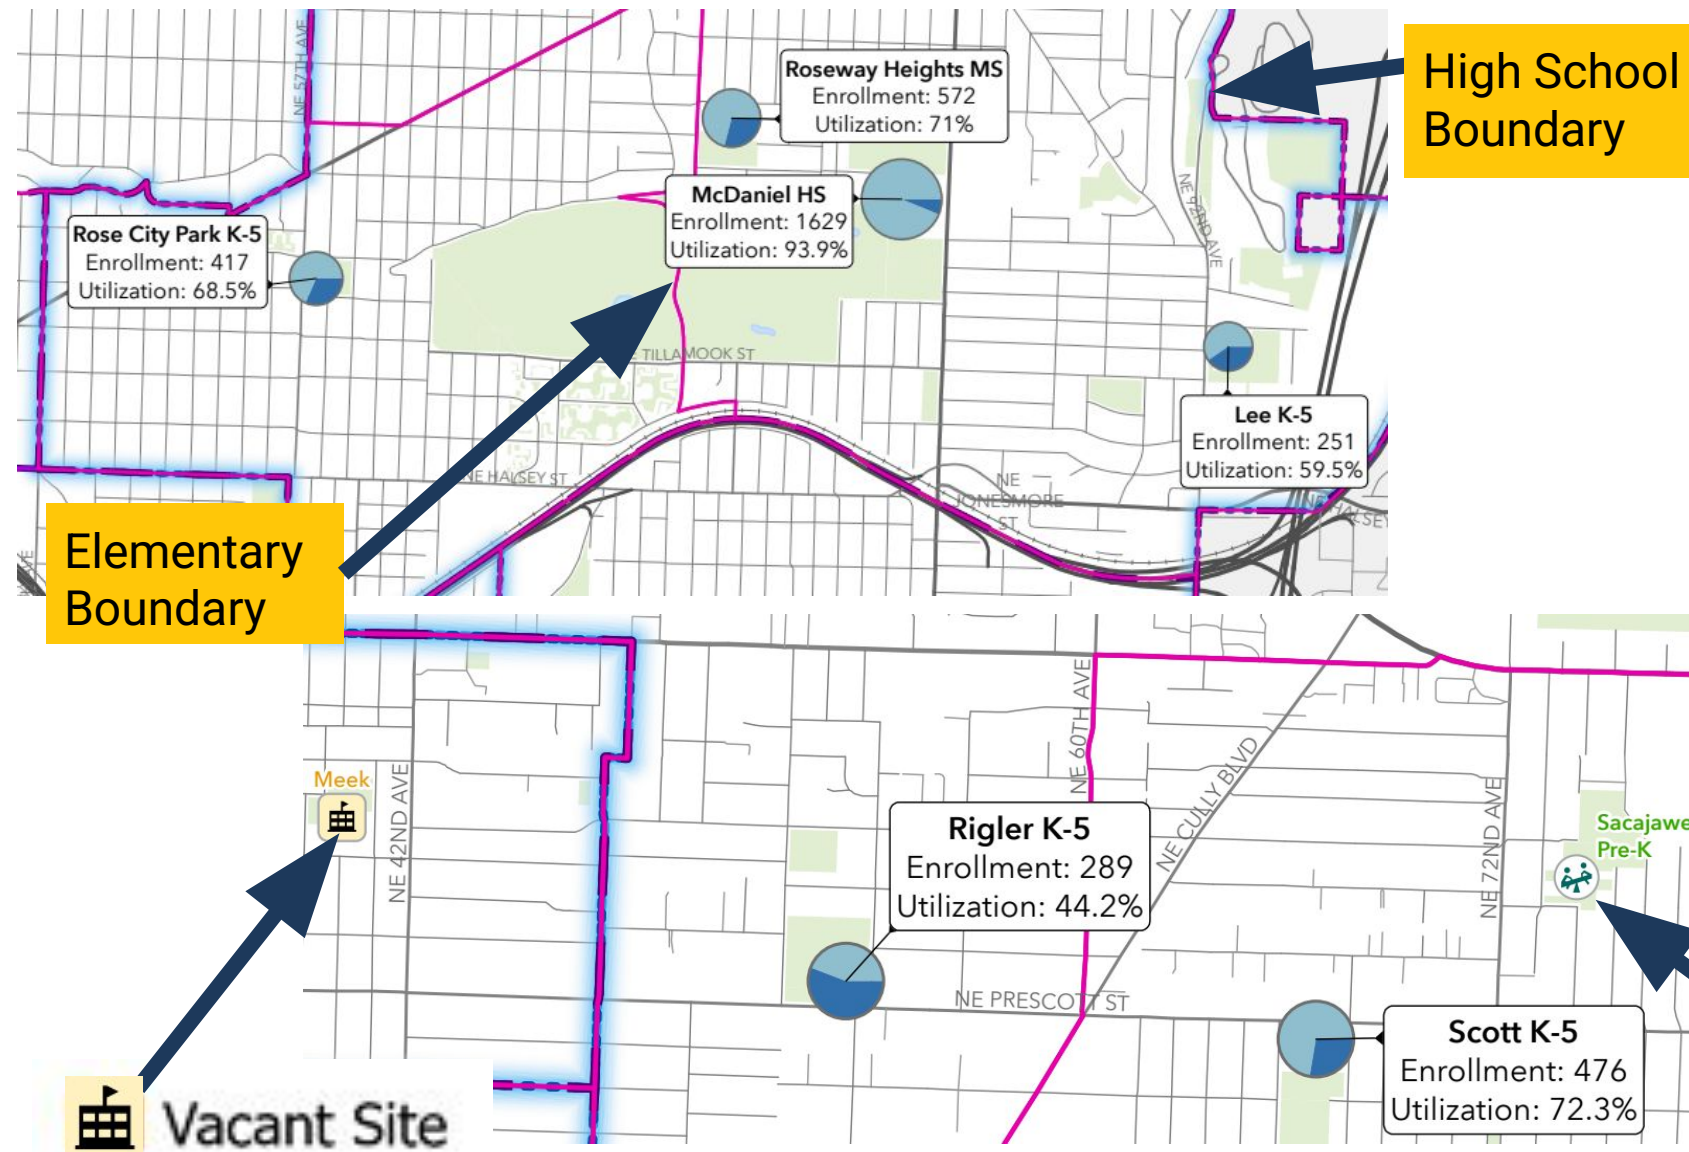 NE 57TH AVE
Roseway Heights MS
Enrollment: 572
Utilization: 71%
High School
Boundary
McDaniel HS
Enrollment: 1629
Utilization: 93.9%
NE 92ND AVE
Rose City Park K-5
Enrollment: 417
Utilization: 68.5%
TILLAMOOK ST
Lee K-5
Enrollment: 251
Utilization: 59.5%
NE HALSEY ST
NE
JONESMORE
ST
NE HALSEY
Elementary
Boundary
NE 60TH AVE
NE CULLY BLVD
Meek
NE 42ND AVE
NE 72ND AVE
Rigler K-5
Enrollment: 289
Utilization: 44.2%
Sacajawe
Pre-K
NE PRESCOTT ST
Scott K-5
Enrollment: 476
Utilization: 72.3%
Vacant Site